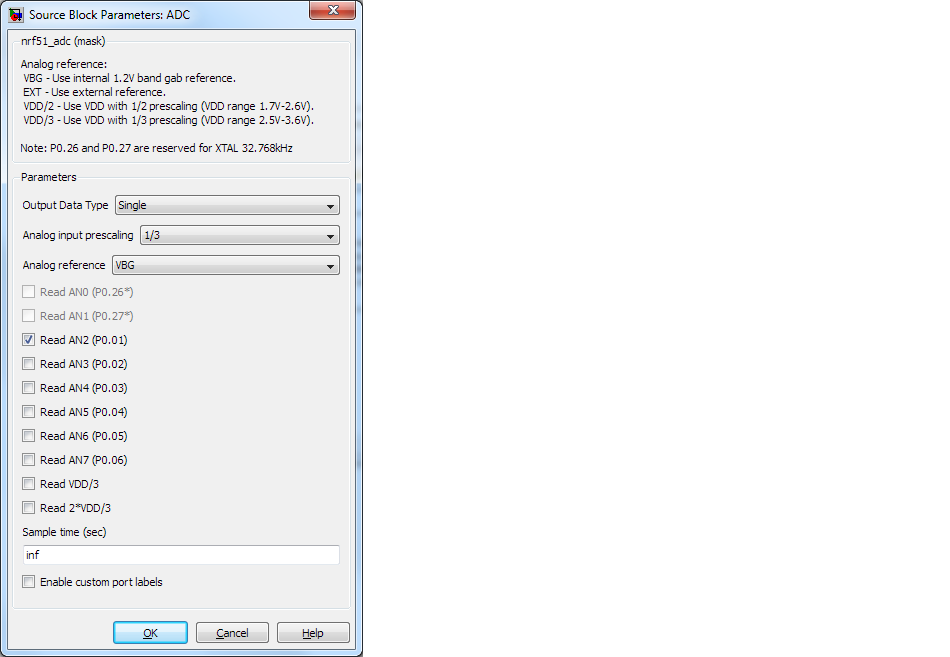 Source Block Parameters: ADC
nrf51_adc (mask)
Analog reference:
VBG - Use internal 1.2V band gab reference.
EXT - Use external reference.
VDD/2 - Use VDD with 1/2 prescaling (VDD range 1.7V-2.6V).
VDD/3 - Use VDD with 1/3 prescaling (VDD range 2.5V-3.6V).
Note: P0.26 and P0.27 are reserved for XTAL 32.768kHz
Parameters
Output Data Type Single
Analog input prescaling 1/3
Analog reference VBG
Read AN0 (P0.26*)
Read AN1 (P0.27*)
Read AN2 (P0.01)
Read AN3 (P0.02)
Read AN4 (P0.03)
Read AN5 (P0.04)
Read AN6 (P0.05)
Read AN7 (P0.06)
Read VDD/3
Read 2*VDD/3
Sample time (sec)
inf
Enable custom port labels
OK Cancel Help